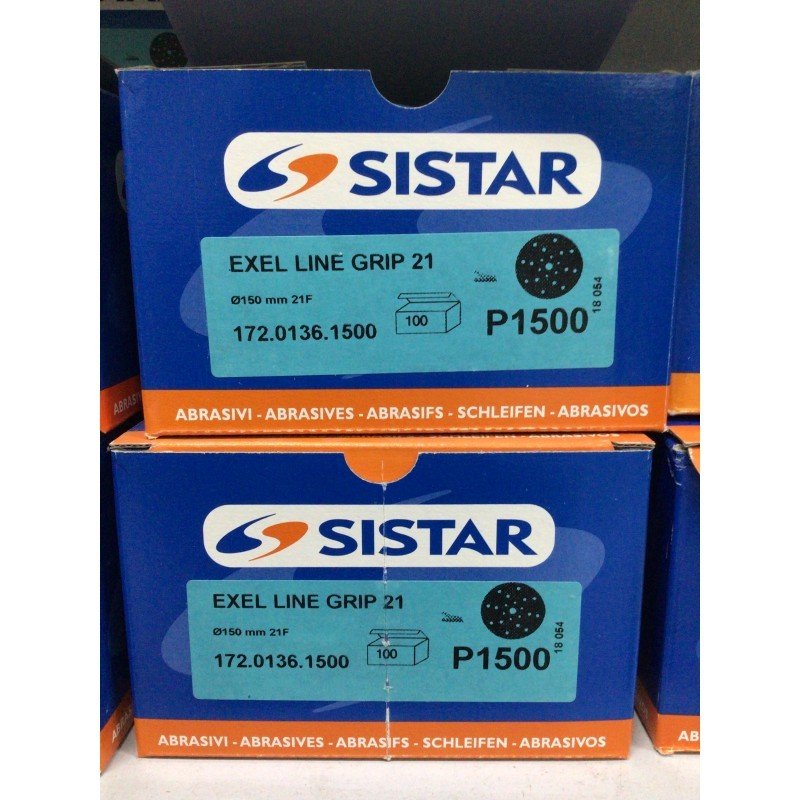 SISTAR
EXEL LINE GRIP 21
Ø150 mm 21F
100
172.0136.1500
P1500
18 054
ABRASIVI - ABRASIVES - ABRASIFS - SCHLEIFEN - ABRASIVOS
SISTAR
EXEL LINE GRIP 21
Ø150 mm 21F
100
172.0136.1500
P1500
18 054
ABRASIVI - ABRASIVES - ABRASIFS - SCHLEIFEN - ABRASIVOS